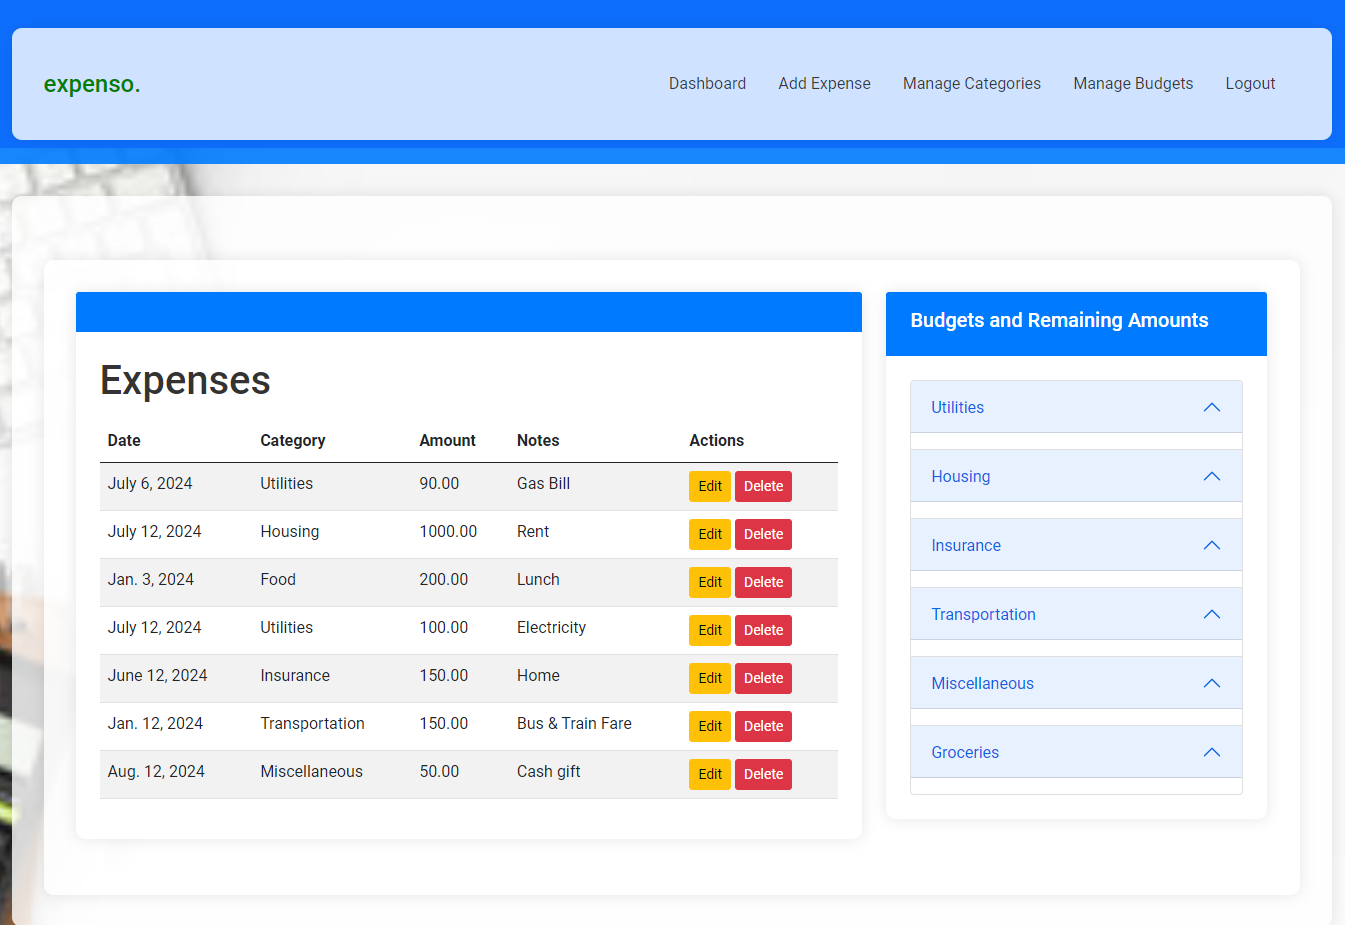 expenso.
Dashboard Add Expense Manage Categories Manage Budgets Logout
Expenses
Date Category Amount Notes Actions
July 6, 2024 Utilities 90.00 Gas Bill Edit Delete
July 12, 2024 Housing 1000.00 Rent Edit Delete
Jan. 3, 2024 Food 200.00 Lunch Edit Delete
July 12, 2024 Utilities 100.00 Electricity Edit Delete
June 12, 2024 Insurance 150.00 Home Edit Delete
Jan. 12, 2024 Transportation 150.00 Bus & Train Fare Edit Delete
Aug. 12, 2024 Miscellaneous 50.00 Cash gift Edit Delete
Budgets and Remaining Amounts
Utilities
Housing
Insurance
Transportation
Miscellaneous
Groceries